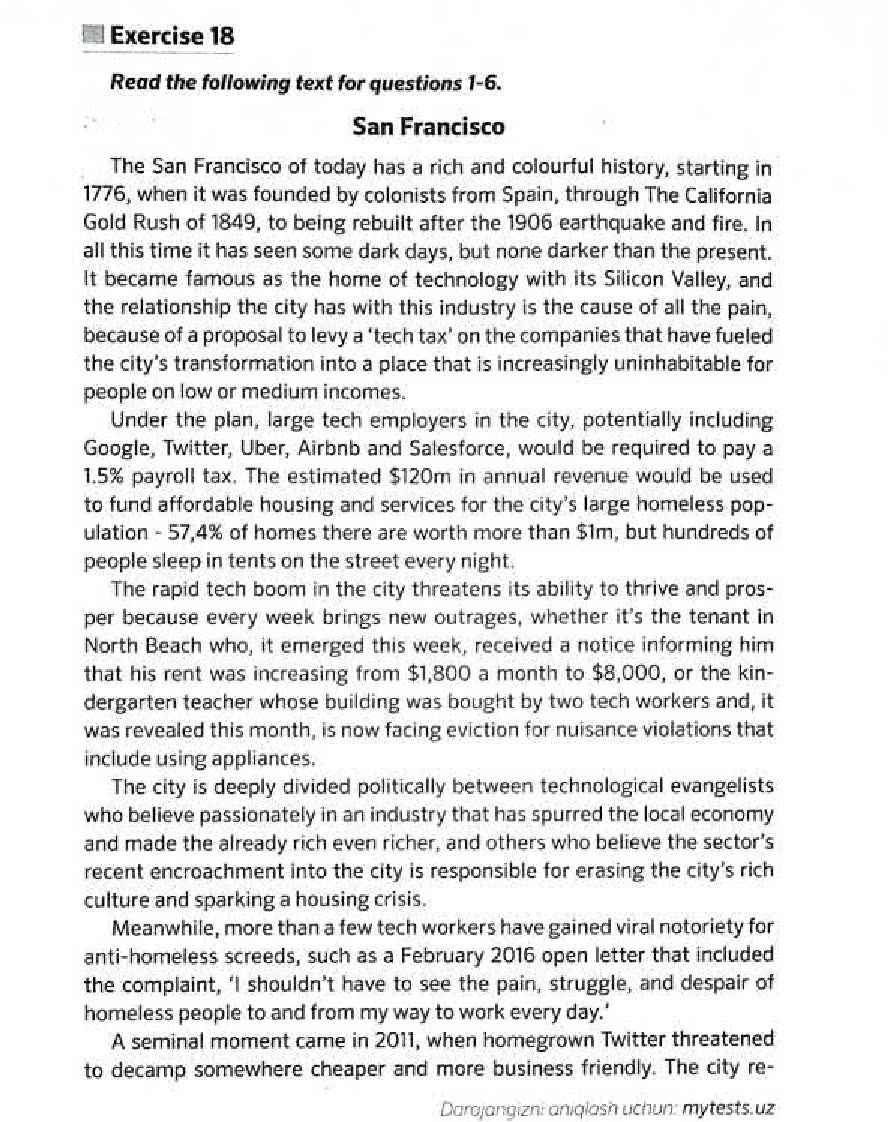 Exercise 18
Read the following text for questions 1-6.
San Francisco
The San Francisco of today has a rich and colourful history, starting in
1776, when it was founded by colonists from Spain, through The California
Gold Rush of 1849, to being rebuilt after the 1906 earthquake and fire. In
all this time it has seen some dark days, but none darker than the present.
It became famous as the home of technology with its Silicon Valley, and
the relationship the city has with this industry is the cause of all the pain,
because of a proposal to levy a 'tech tax' on the companies that have fueled
the city's transformation into a place that is increasingly uninhabitable for
people on low or medium incomes.
Under the plan, large tech employers in the city, potentially including
Google, Twitter, Uber, Airbnb and Salesforce, would be required to pay a
1.5% payroll tax. The estimated $120m in annual revenue would be used
to fund affordable housing and services for the city's large homeless pop-
ulation - 57,4% of homes there are worth more than $1m, but hundreds of
people sleep in tents on the street every night.
The rapid tech boom in the city threatens its ability to thrive and pros-
per because every week brings new outrages, whether it's the tenant in
North Beach who, it emerged this week, received a notice informing him
that his rent was increasing from $1,800 a month to $8,000, or the kin-
dergarten teacher whose building was bought by two tech workers and, it
was revealed this month, is now facing eviction for nuisance violations that
include using appliances.
The city is deeply divided politically between technological evangelists
who believe passionately in an industry that has spurred the local economy
and made the already rich even richer, and others who believe the sector's
recent encroachment into the city is responsible for erasing the city's rich
culture and sparking a housing crisis.
Meanwhile, more than a few tech workers have gained viral notoriety for
anti-homeless screeds, such as a February 2016 open letter that included
the complaint, 'I shouldn't have to see the pain, struggle, and despair of
homeless people to and from my way to work every day.'
A seminal moment came in 2011, when homegrown Twitter threatened
to decamp somewhere cheaper and more business friendly. The city re-
Darajangizni aniqlash uchun: mytests.uz